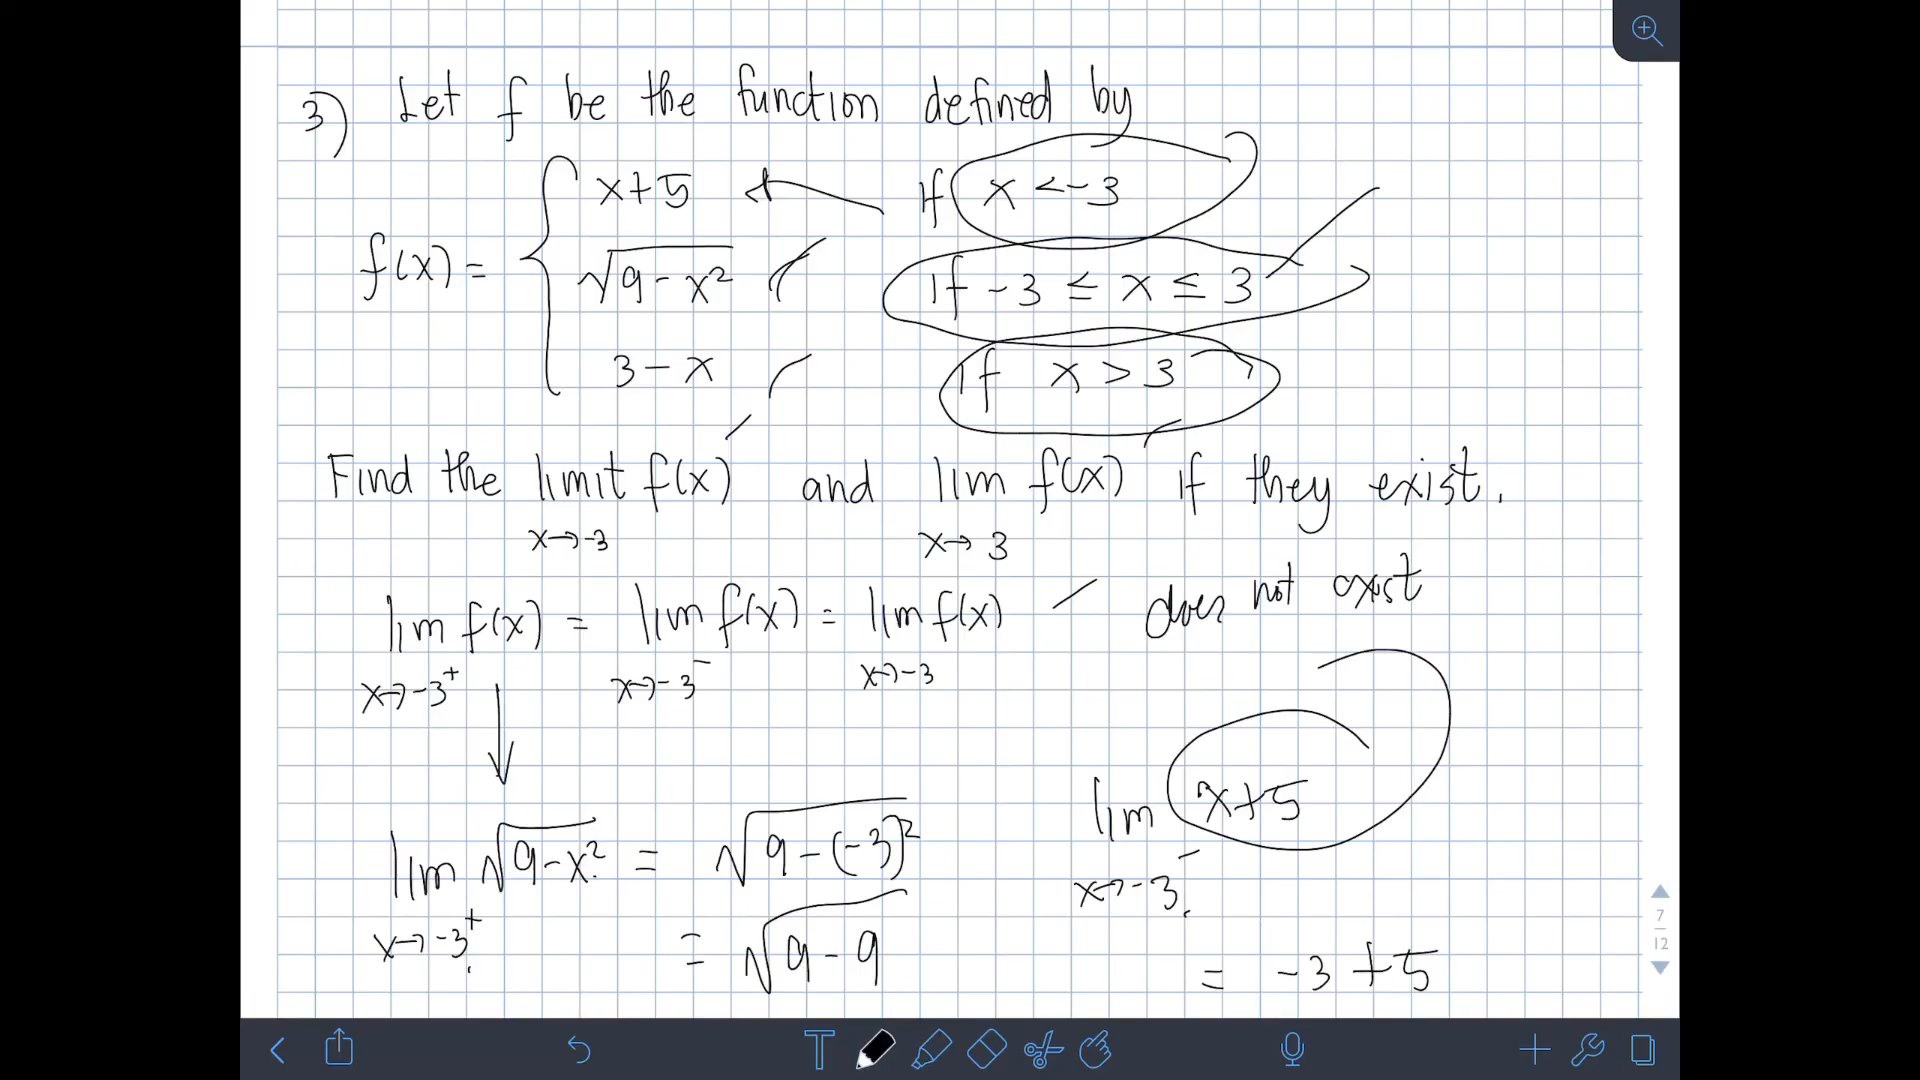 3) Let f be the function defined by
x+5 if x < -3
f(x) = √9 - x² if -3 ≤ x ≤ 3
3 - x if x > 3
Find the limit f(x) and lim f(x) if they exist.
x→-3 x→ 3
lim f(x) = lim f(x) = lim f(x) does not exist
x→-3⁺ x→-3⁻ x→-3
lim √9-x² = √9-(-3)² lim x+5
x→-3⁺ x→-3⁻
= √9 - 9 = -3 +5
7
12
T